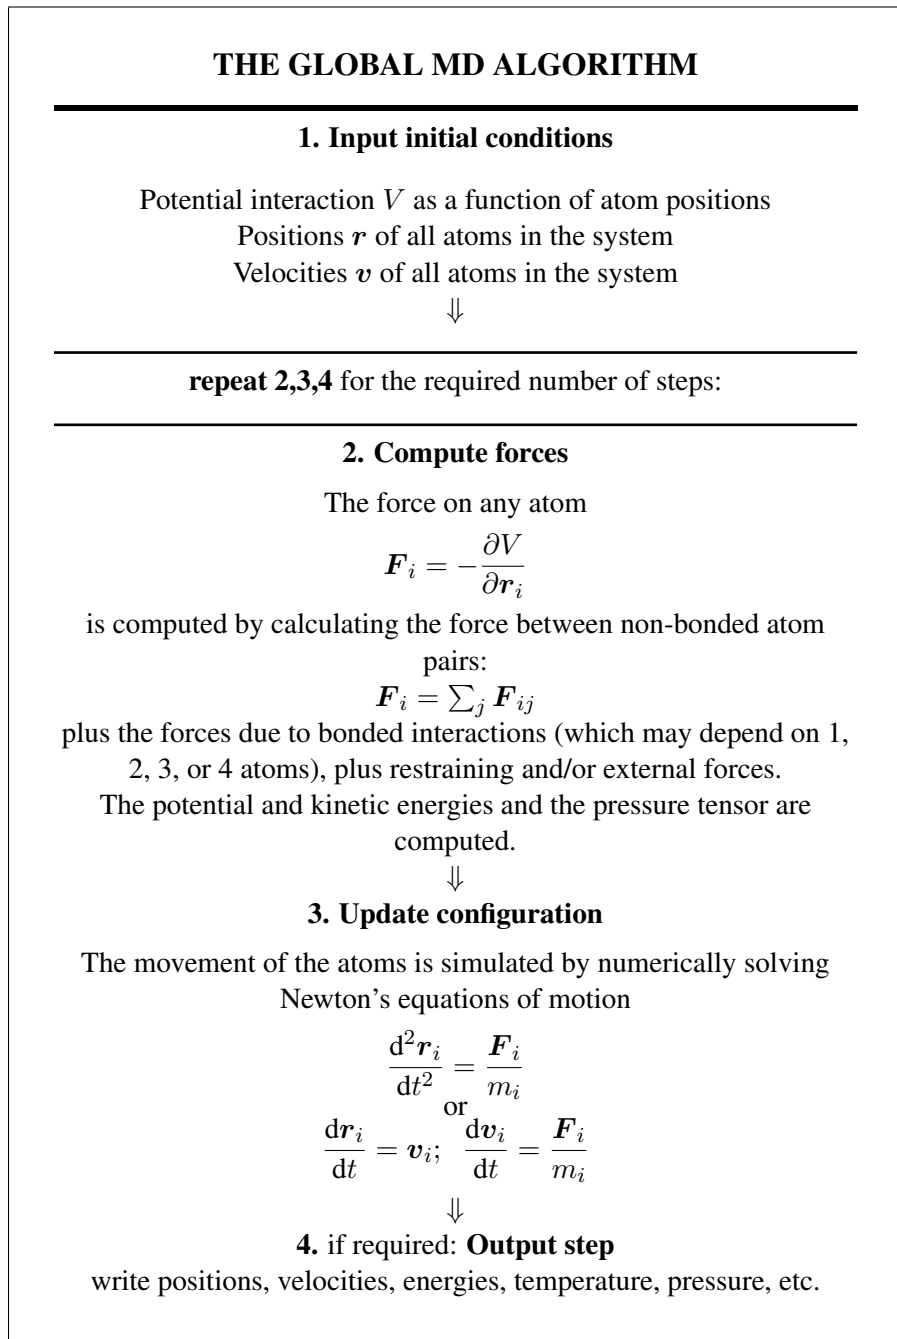 THE GLOBAL MD ALGORITHM
1. Input initial conditions
Potential interaction V as a function of atom positions
Positions r of all atoms in the system
Velocities v of all atoms in the system
⇓
repeat 2,3,4 for the required number of steps:
2. Compute forces
The force on any atom
F_i = −∂V/∂r_i
is computed by calculating the force between non-bonded atom
pairs:
F_i = ∑_j F_ij
plus the forces due to bonded interactions (which may depend on 1,
2, 3, or 4 atoms), plus restraining and/or external forces.
The potential and kinetic energies and the pressure tensor are
computed.
⇓
3. Update configuration
The movement of the atoms is simulated by numerically solving
Newton's equations of motion
d²r_i/dt² = F_i/m_i
or
dr_i/dt = v_i; dv_i/dt = F_i/m_i
⇓
4. if required: Output step
write positions, velocities, energies, temperature, pressure, etc.